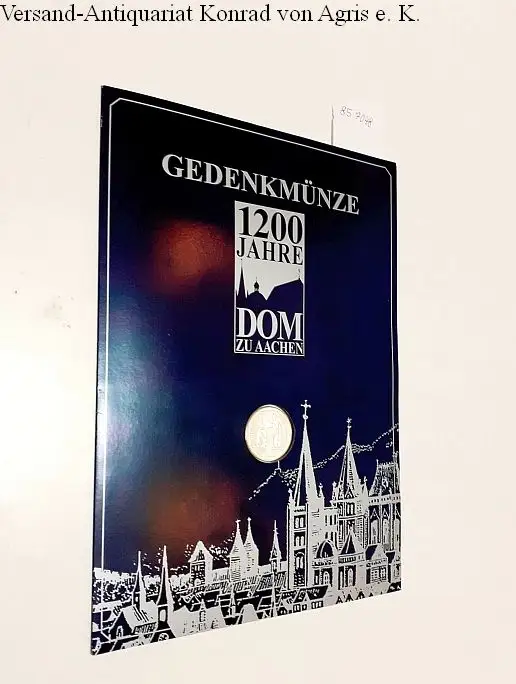 Versand-Antiquariat Konrad von Agris e. K.
GEDENKMÜNZE
1200
JAHRE
DOM
ZU AACHEN